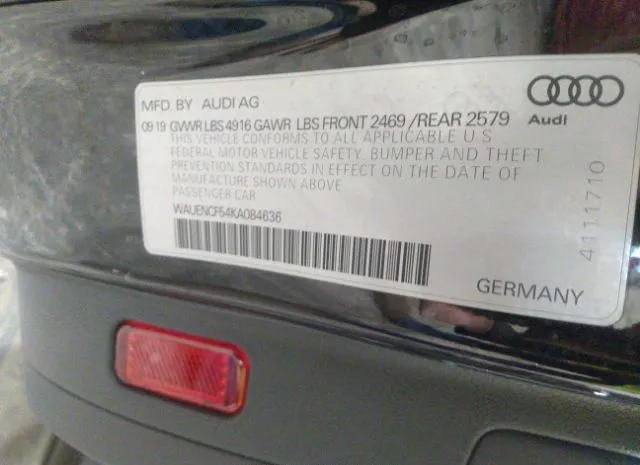 MFD. BY AUDI AG
09 19 GVWR LBS 4916 GAWR LBS FRONT 2469 / REAR 2579
THIS VEHICLE CONFORMS TO ALL APPLICABLE U S
FEDERAL MOTOR VEHICLE SAFETY, BUMPER AND THEFT
PREVENTION STANDARDS IN EFFECT ON THE DATE OF
MANUFACTURE SHOWN ABOVE
PASSENGER CAR
WAUENCF54KA084636
Audi
4111710
GERMANY